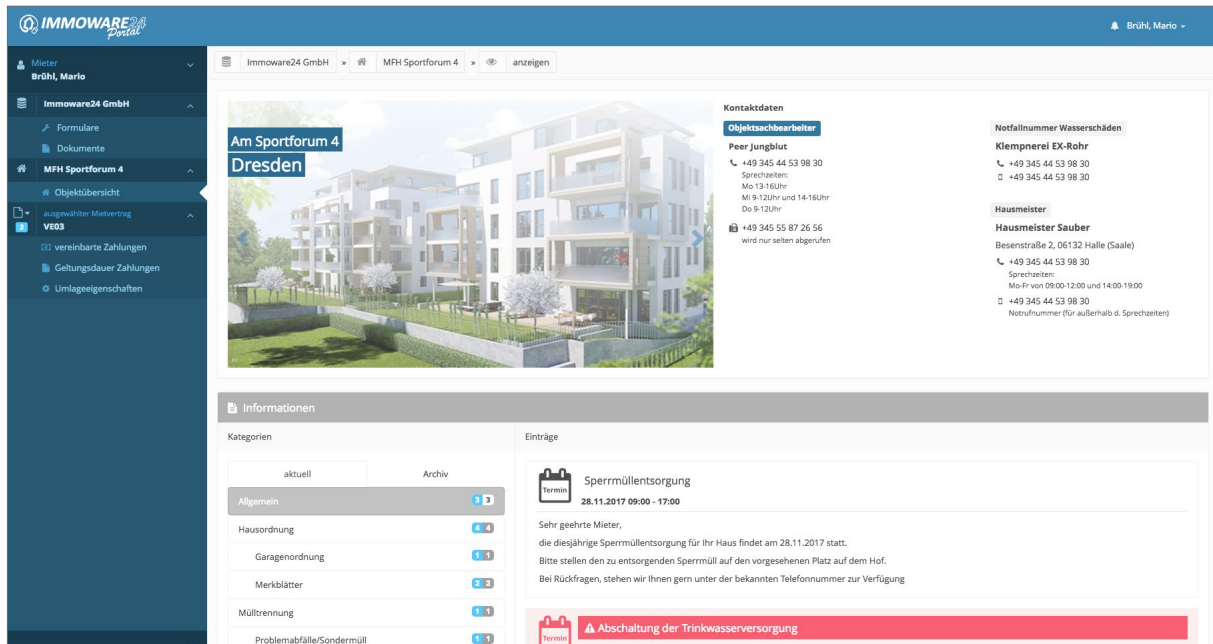 IMMOWARE24
Portal
Brühl, Mario
Mieter
Brühl, Mario
Immoware24 GmbH
Formulare
Dokumente
MFH Sportforum 4
Objektübersicht
ausgewählter Mietvertrag
2 VE03
vereinbarte Zahlungen
Geltungsdauer Zahlungen
Umlageeigenschaften
Immoware24 GmbH » MFH Sportforum 4 » anzeigen
Am Sportforum 4
Dresden
Kontaktdaten
Objektsachbearbeiter
Peer Jungblut
+49 345 44 53 98 30
Sprechzeiten:
Mo 13-16Uhr
Mi 9-12Uhr und 14-16Uhr
Do 9-12Uhr
+49 345 55 87 26 56
wird nur selten abgerufen
Notfallnummer Wasserschäden
Klempnerei EX-Rohr
+49 345 44 53 98 30
+49 345 44 53 98 30
Hausmeister
Hausmeister Sauber
Besenstraße 2, 06132 Halle (Saale)
+49 345 44 53 98 30
Sprechzeiten:
Mo-Fr von 09:00-12:00 und 14:00-19:00
+49 345 44 53 98 30
Notrufnummer (für außerhalb d. Sprechzeiten)
Informationen
Kategorien
aktuell Archiv
Allgemein 3 3
Hausordnung 4 4
Garagenordnung 1 1
Merkblätter 2 2
Mülltrennung 1 1
Problemabfälle/Sondermüll 1 1
Einträge
Termin
Sperrmüllentsorgung
28.11.2017 09:00 - 17:00
Sehr geehrte Mieter,
die diesjährige Sperrmüllentsorgung für Ihr Haus findet am 28.11.2017 statt.
Bitte stellen den zu entsorgenden Sperrmüll auf den vorgesehenen Platz auf dem Hof.
Bei Rückfragen, stehen wir Ihnen gern unter der bekannten Telefonnummer zur Verfügung
Termin
Abschaltung der Trinkwasserversorgung